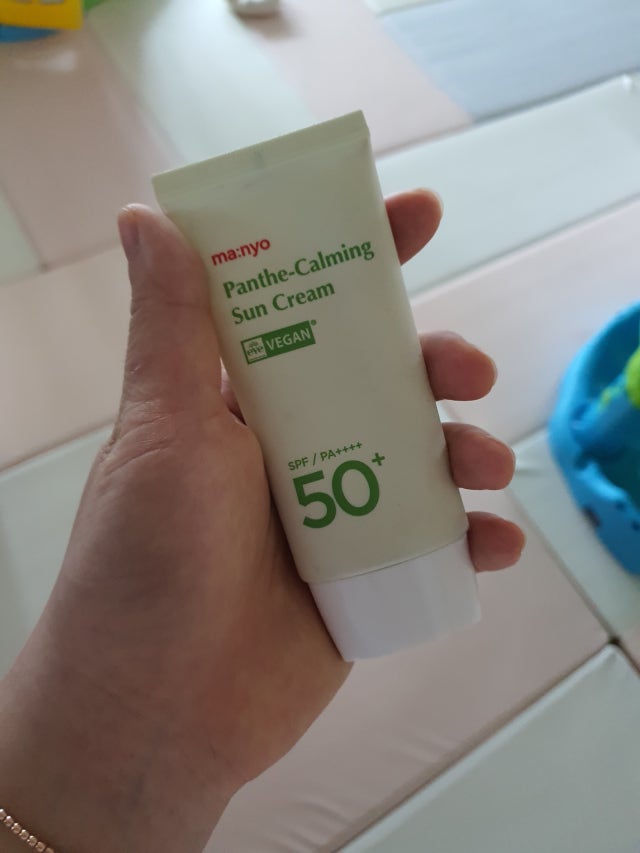 ma:nyo
Panthe-Calming
Sun Cream
VEGAN
SPF / PA++++
50+